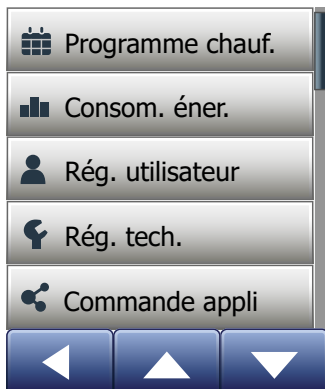 Programme chauf.
Consom. éner.
Rég. utilisateur
Rég. tech.
Commande appli